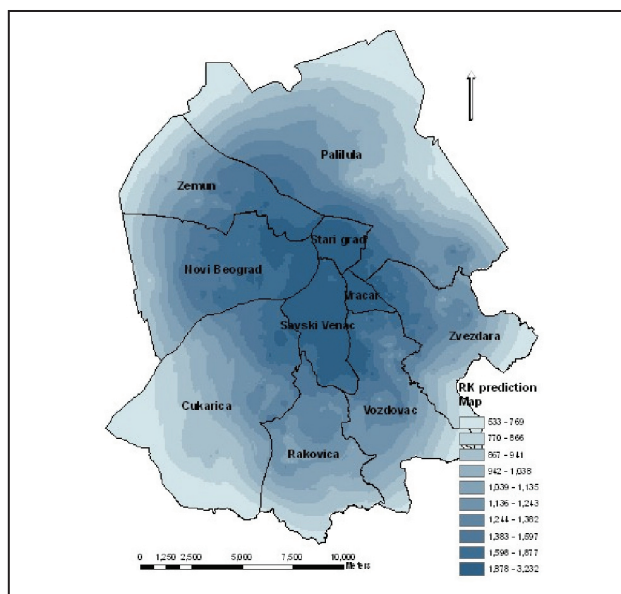 Palilula
Zemun
Stari grad
Novi Beograd
Vracar
Savski Venac
Zvezdara
Cukarica
Vozdovac
Rakovica
RK prediction
Map
533 - 769
770 - 866
867 - 941
942 - 1,038
1,039 - 1,135
1,136 - 1,243
1,244 - 1,382
1,383 - 1,597
1,598 - 1,877
1,878 - 3,232
0 1,250 2,500 5,000 7,500 10,000
Meters